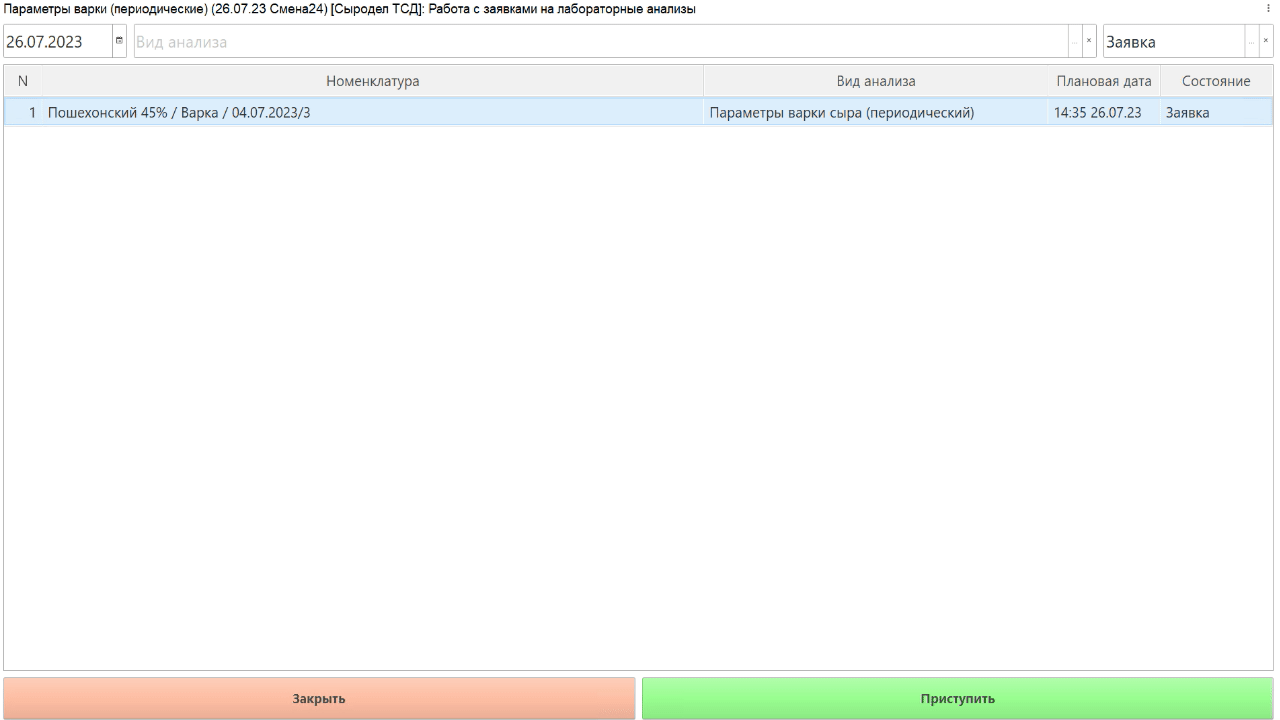 Параметры варки (периодические) (26.07.23 Смена24) [Сыродел ТСД]: Работа с заявками на лабораторные анализы
26.07.2023 Вид анализа ... × Заявка ... ×
N Номенклатура Вид анализа Плановая дата Состояние
1 Пошехонский 45% / Варка / 04.07.2023/3 Параметры варки сыра (периодический) 14:35 26.07.23 Заявка
Закрыть Приступить